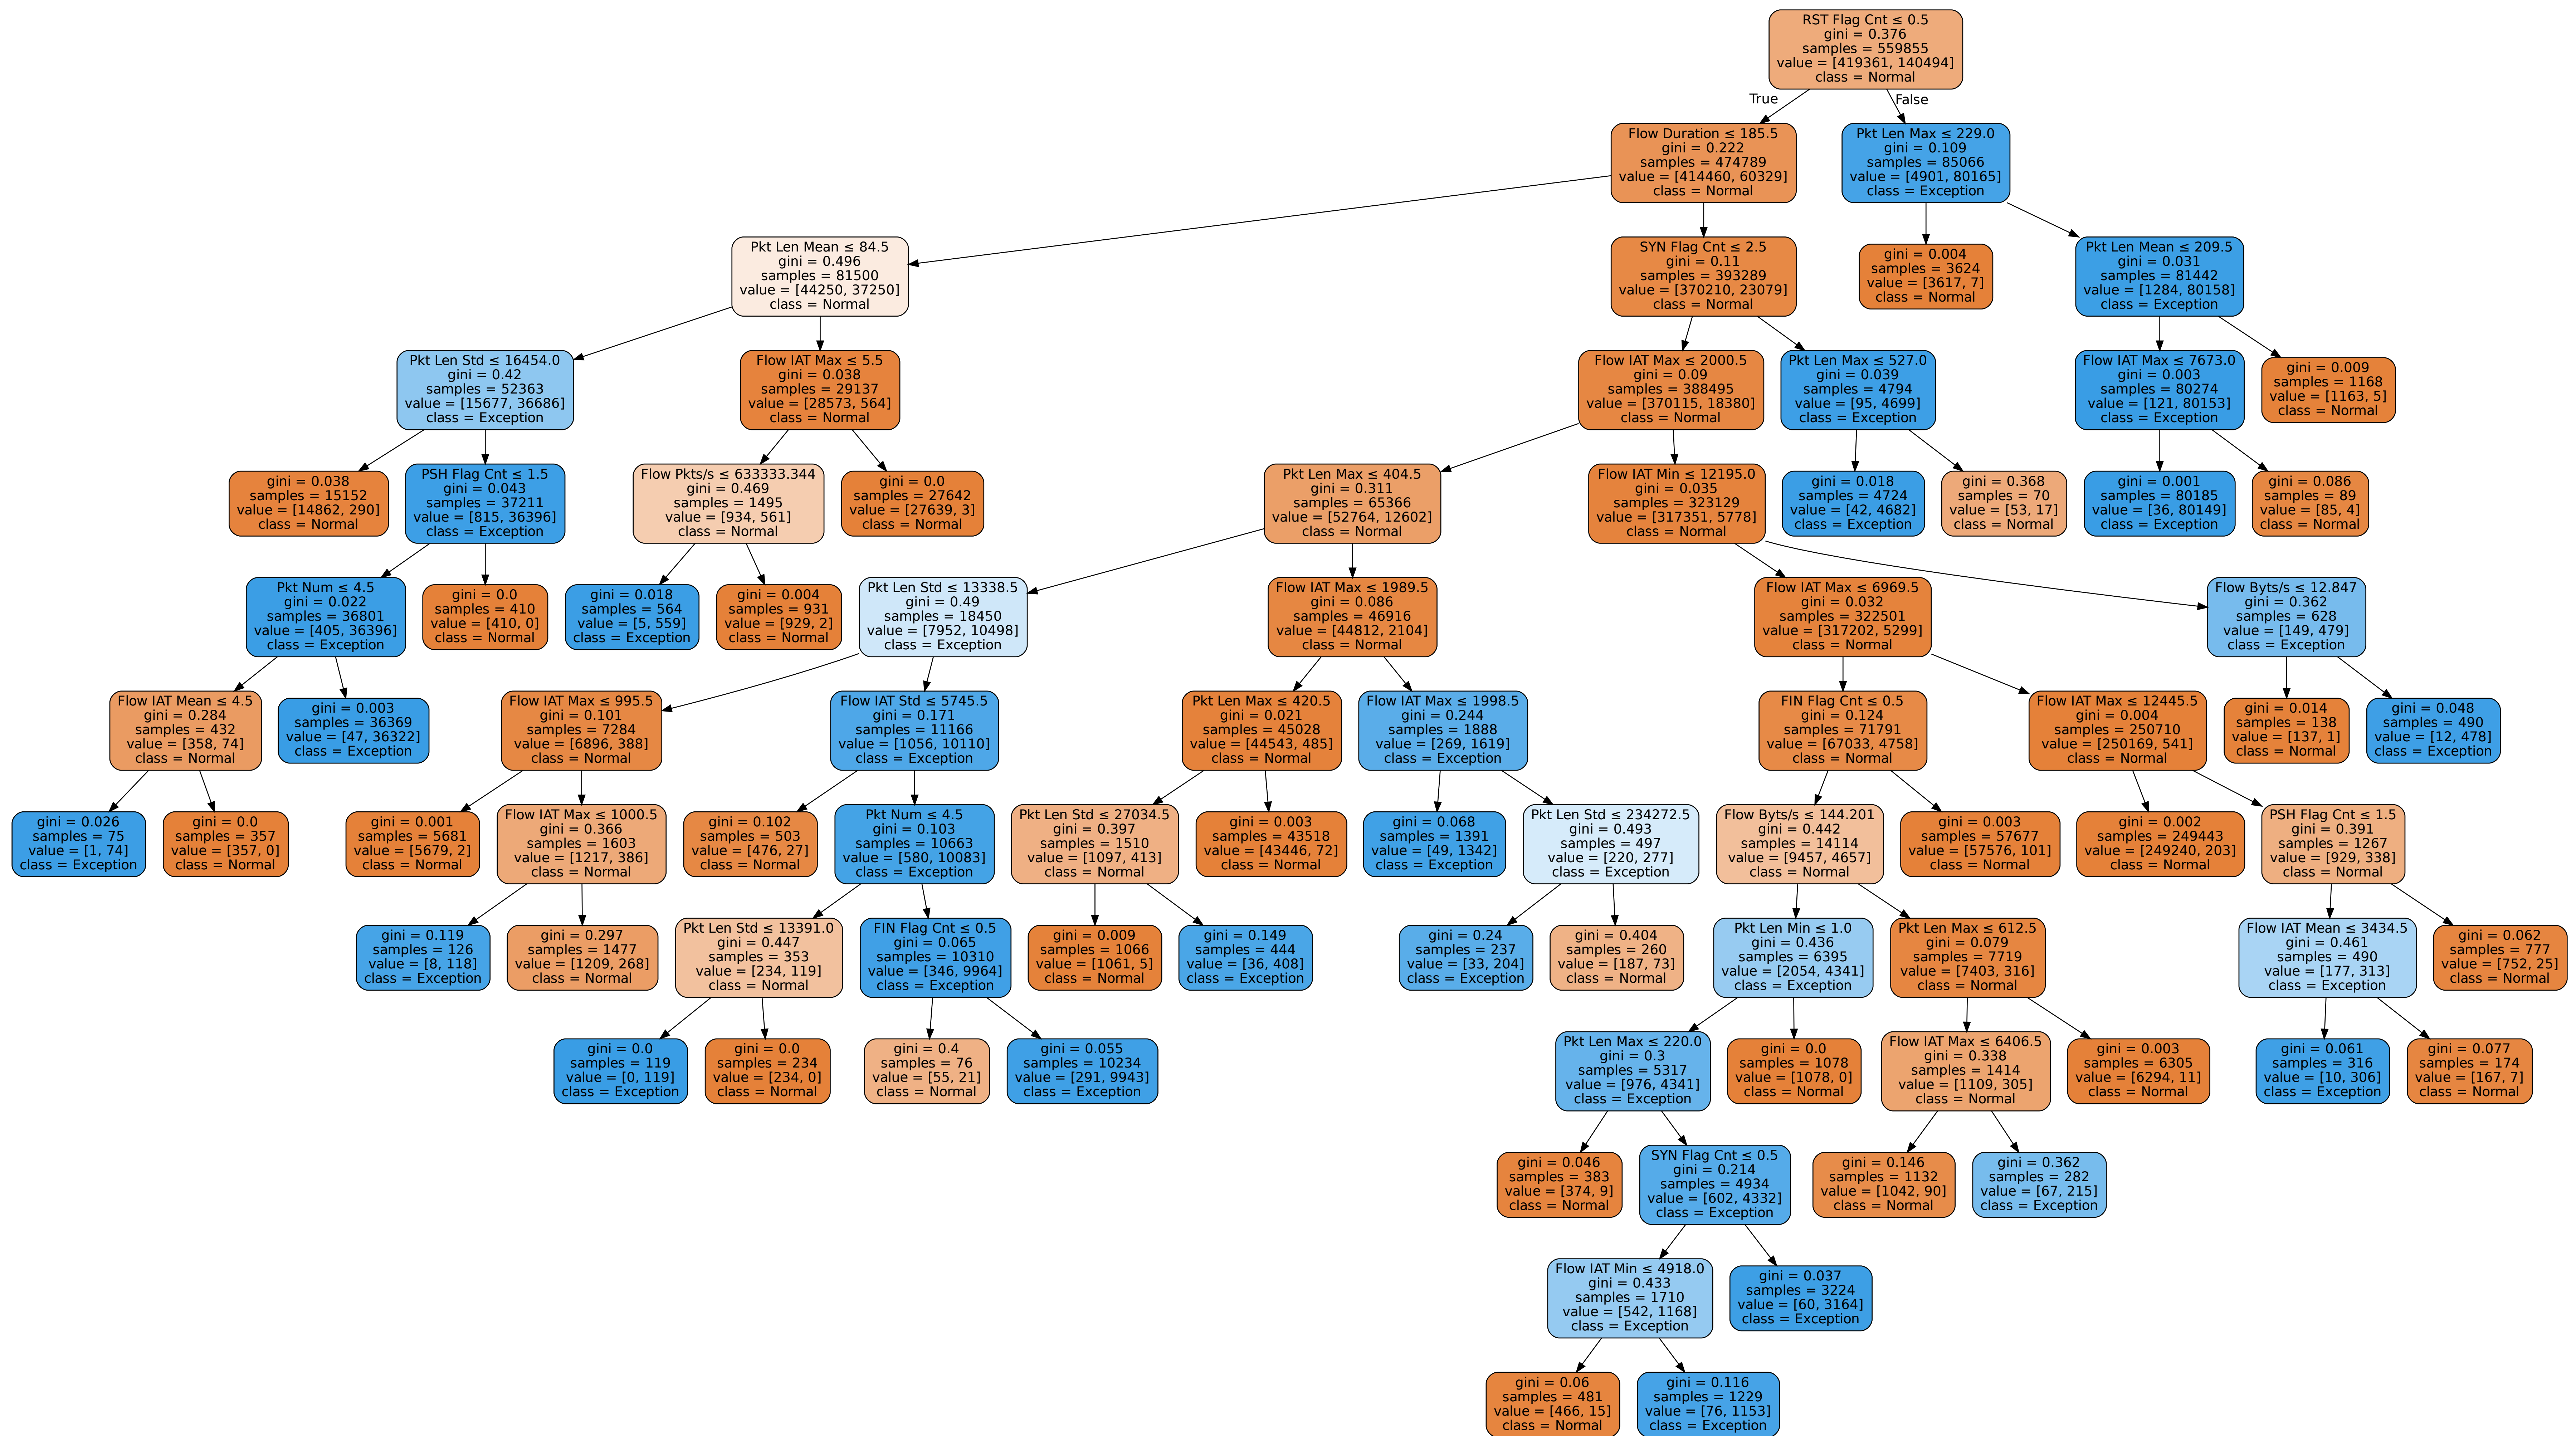 RST Flag Cnt ≤ 0.5
gini = 0.376
samples = 559855
value = [419361, 140494]
class = Normal
True
False
Flow Duration ≤ 185.5
gini = 0.222
samples = 474789
value = [414460, 60329]
class = Normal
Pkt Len Max ≤ 229.0
gini = 0.109
samples = 85066
value = [4901, 80165]
class = Exception
Pkt Len Mean ≤ 84.5
gini = 0.496
samples = 81500
value = [44250, 37250]
class = Normal
SYN Flag Cnt ≤ 2.5
gini = 0.11
samples = 393289
value = [370210, 23079]
class = Normal
gini = 0.004
samples = 3624
value = [3617, 7]
class = Normal
Pkt Len Mean ≤ 209.5
gini = 0.031
samples = 81442
value = [1284, 80158]
class = Exception
Pkt Len Std ≤ 16454.0
gini = 0.42
samples = 52363
value = [15677, 36686]
class = Exception
Flow IAT Max ≤ 5.5
gini = 0.038
samples = 29137
value = [28573, 564]
class = Normal
Flow IAT Max ≤ 2000.5
gini = 0.09
samples = 388495
value = [370115, 18380]
class = Normal
Pkt Len Max ≤ 527.0
gini = 0.039
samples = 4794
value = [95, 4699]
class = Exception
Flow IAT Max ≤ 7673.0
gini = 0.003
samples = 80274
value = [121, 80153]
class = Exception
gini = 0.009
samples = 1168
value = [1163, 5]
class = Normal
gini = 0.038
samples = 15152
value = [14862, 290]
class = Normal
PSH Flag Cnt ≤ 1.5
gini = 0.043
samples = 37211
value = [815, 36396]
class = Exception
Flow Pkts/s ≤ 633333.344
gini = 0.469
samples = 1495
value = [934, 561]
class = Normal
gini = 0.0
samples = 27642
value = [27639, 3]
class = Normal
Pkt Len Max ≤ 404.5
gini = 0.311
samples = 65366
value = [52764, 12602]
class = Normal
Flow IAT Min ≤ 12195.0
gini = 0.035
samples = 323129
value = [317351, 5778]
class = Normal
gini = 0.018
samples = 4724
value = [42, 4682]
class = Exception
gini = 0.368
samples = 70
value = [53, 17]
class = Normal
gini = 0.001
samples = 80185
value = [36, 80149]
class = Exception
gini = 0.086
samples = 89
value = [85, 4]
class = Normal
Pkt Num ≤ 4.5
gini = 0.022
samples = 36801
value = [405, 36396]
class = Exception
gini = 0.0
samples = 410
value = [410, 0]
class = Normal
gini = 0.018
samples = 564
value = [5, 559]
class = Exception
gini = 0.004
samples = 931
value = [929, 2]
class = Normal
Pkt Len Std ≤ 13338.5
gini = 0.49
samples = 18450
value = [7952, 10498]
class = Exception
Flow IAT Max ≤ 1989.5
gini = 0.086
samples = 46916
value = [44812, 2104]
class = Normal
Flow IAT Max ≤ 6969.5
gini = 0.032
samples = 322501
value = [317202, 5299]
class = Normal
Flow Byts/s ≤ 12.847
gini = 0.362
samples = 628
value = [149, 479]
class = Exception
Flow IAT Mean ≤ 4.5
gini = 0.284
samples = 432
value = [358, 74]
class = Normal
gini = 0.003
samples = 36369
value = [47, 36322]
class = Exception
Flow IAT Max ≤ 995.5
gini = 0.101
samples = 7284
value = [6896, 388]
class = Normal
Flow IAT Std ≤ 5745.5
gini = 0.171
samples = 11166
value = [1056, 10110]
class = Exception
Pkt Len Max ≤ 420.5
gini = 0.021
samples = 45028
value = [44543, 485]
class = Normal
Flow IAT Max ≤ 1998.5
gini = 0.244
samples = 1888
value = [269, 1619]
class = Exception
FIN Flag Cnt ≤ 0.5
gini = 0.124
samples = 71791
value = [67033, 4758]
class = Normal
Flow IAT Max ≤ 12445.5
gini = 0.004
samples = 250710
value = [250169, 541]
class = Normal
gini = 0.014
samples = 138
value = [137, 1]
class = Normal
gini = 0.048
samples = 490
value = [12, 478]
class = Exception
gini = 0.026
samples = 75
value = [1, 74]
class = Exception
gini = 0.0
samples = 357
value = [357, 0]
class = Normal
gini = 0.001
samples = 5681
value = [5679, 2]
class = Normal
Flow IAT Max ≤ 1000.5
gini = 0.366
samples = 1603
value = [1217, 386]
class = Normal
gini = 0.102
samples = 503
value = [476, 27]
class = Normal
Pkt Num ≤ 4.5
gini = 0.103
samples = 10663
value = [580, 10083]
class = Exception
Pkt Len Std ≤ 27034.5
gini = 0.397
samples = 1510
value = [1097, 413]
class = Normal
gini = 0.003
samples = 43518
value = [43446, 72]
class = Normal
gini = 0.068
samples = 1391
value = [49, 1342]
class = Exception
Pkt Len Std ≤ 234272.5
gini = 0.493
samples = 497
value = [220, 277]
class = Exception
Flow Byts/s ≤ 144.201
gini = 0.442
samples = 14114
value = [9457, 4657]
class = Normal
gini = 0.003
samples = 57677
value = [57576, 101]
class = Normal
gini = 0.002
samples = 249443
value = [249240, 203]
class = Normal
PSH Flag Cnt ≤ 1.5
gini = 0.391
samples = 1267
value = [929, 338]
class = Normal
gini = 0.119
samples = 126
value = [8, 118]
class = Exception
gini = 0.297
samples = 1477
value = [1209, 268]
class = Normal
Pkt Len Std ≤ 13391.0
gini = 0.447
samples = 353
value = [234, 119]
class = Normal
FIN Flag Cnt ≤ 0.5
gini = 0.065
samples = 10310
value = [346, 9964]
class = Exception
gini = 0.009
samples = 1066
value = [1061, 5]
class = Normal
gini = 0.149
samples = 444
value = [36, 408]
class = Exception
gini = 0.24
samples = 237
value = [33, 204]
class = Exception
gini = 0.404
samples = 260
value = [187, 73]
class = Normal
Pkt Len Min ≤ 1.0
gini = 0.436
samples = 6395
value = [2054, 4341]
class = Exception
Pkt Len Max ≤ 612.5
gini = 0.079
samples = 7719
value = [7403, 316]
class = Normal
Flow IAT Mean ≤ 3434.5
gini = 0.461
samples = 490
value = [177, 313]
class = Exception
gini = 0.062
samples = 777
value = [752, 25]
class = Normal
gini = 0.0
samples = 119
value = [0, 119]
class = Exception
gini = 0.0
samples = 234
value = [234, 0]
class = Normal
gini = 0.4
samples = 76
value = [55, 21]
class = Normal
gini = 0.055
samples = 10234
value = [291, 9943]
class = Exception
Pkt Len Max ≤ 220.0
gini = 0.3
samples = 5317
value = [976, 4341]
class = Exception
gini = 0.0
samples = 1078
value = [1078, 0]
class = Normal
Flow IAT Max ≤ 6406.5
gini = 0.338
samples = 1414
value = [1109, 305]
class = Normal
gini = 0.003
samples = 6305
value = [6294, 11]
class = Normal
gini = 0.061
samples = 316
value = [10, 306]
class = Exception
gini = 0.077
samples = 174
value = [167, 7]
class = Normal
gini = 0.046
samples = 383
value = [374, 9]
class = Normal
SYN Flag Cnt ≤ 0.5
gini = 0.214
samples = 4934
value = [602, 4332]
class = Exception
gini = 0.146
samples = 1132
value = [1042, 90]
class = Normal
gini = 0.362
samples = 282
value = [67, 215]
class = Exception
Flow IAT Min ≤ 4918.0
gini = 0.433
samples = 1710
value = [542, 1168]
class = Exception
gini = 0.037
samples = 3224
value = [60, 3164]
class = Exception
gini = 0.06
samples = 481
value = [466, 15]
class = Normal
gini = 0.116
samples = 1229
value = [76, 1153]
class = Exception